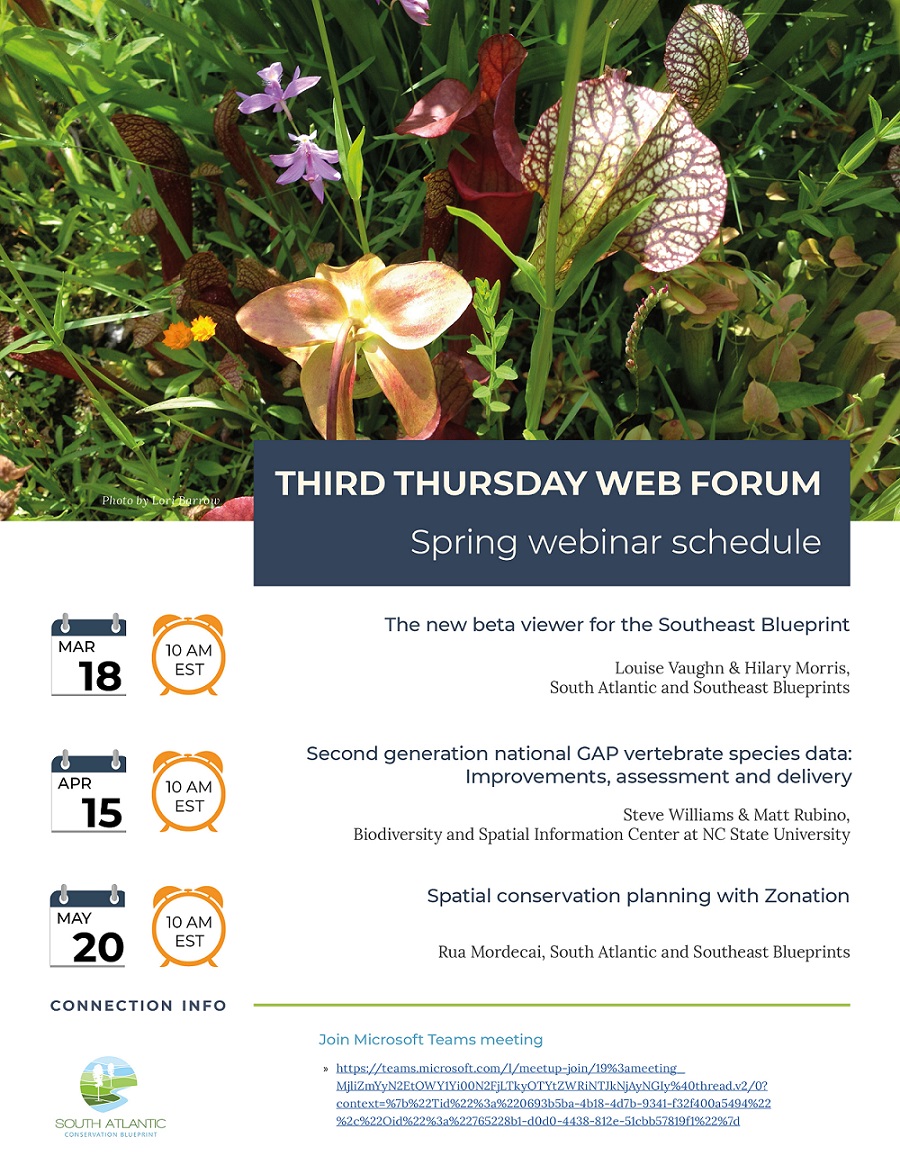 Photo by Lori Barrow
THIRD THURSDAY WEB FORUM
Spring webinar schedule
MAR
18
10 AM
EST
The new beta viewer for the Southeast Blueprint
Louise Vaughn & Hilary Morris,
South Atlantic and Southeast Blueprints
APR
15
10 AM
EST
Second generation national GAP vertebrate species data:
Improvements, assessment and delivery
Steve Williams & Matt Rubino,
Biodiversity and Spatial Information Center at NC State University
MAY
20
10 AM
EST
Spatial conservation planning with Zonation
Rua Mordecai, South Atlantic and Southeast Blueprints
CONNECTION INFO
Join Microsoft Teams meeting
» https://teams.microsoft.com/l/meetup-join/19%3ameeting_
MjliZmYyN2EtOWY1Yi00N2FjLTkyOTYtZWRiNTJkNjAyNGIy%40thread.v2/0?
context=%7b%22Tid%22%3a%220693b5ba-4b18-4d7b-9341-f32f400a5494%22
%2c%22Oid%22%3a%22765228b1-d0d0-4438-812e-51cbb57819f1%22%7d
SOUTH ATLANTIC
CONSERVATION BLUEPRINT